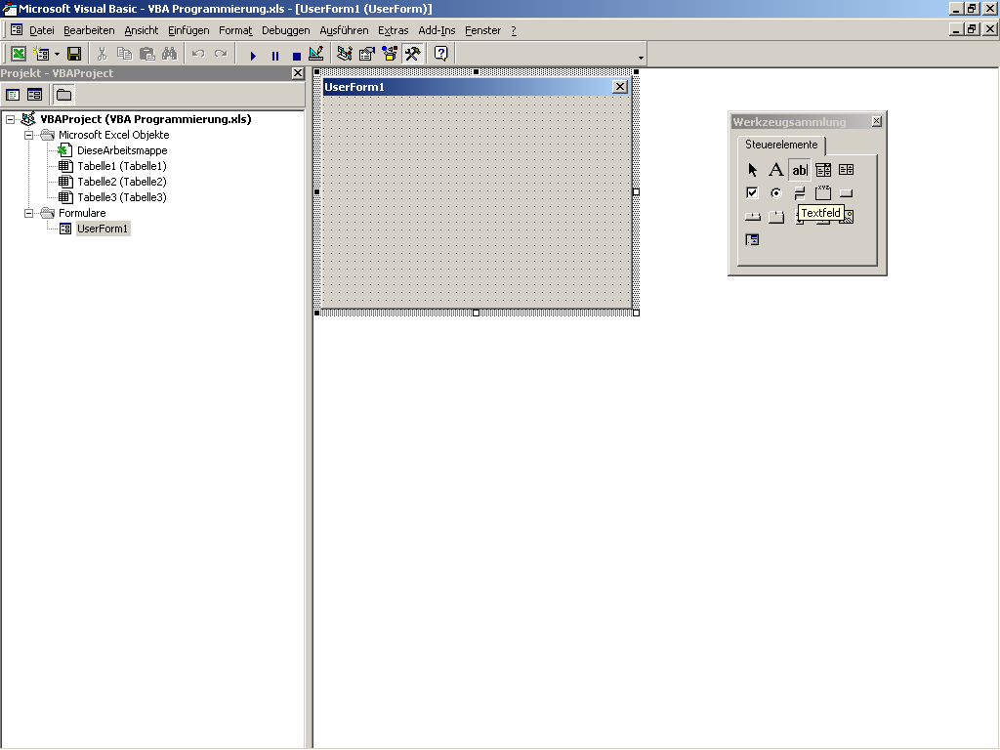 Microsoft Visual Basic - VBA Programmierung.xls - [UserForm1 (UserForm)]
Datei Bearbeiten Ansicht Einfügen Format Debuggen Ausführen Extras Add-Ins Fenster ?
Projekt - VBAProject
VBAProject (VBA Programmierung.xls)
Microsoft Excel Objekte
DieseArbeitsmappe
Tabelle1 (Tabelle1)
Tabelle2 (Tabelle2)
Tabelle3 (Tabelle3)
Formulare
UserForm1
UserForm1
Werkzeugsammlung
Steuerelemente
A ab
xyz
Textfeld